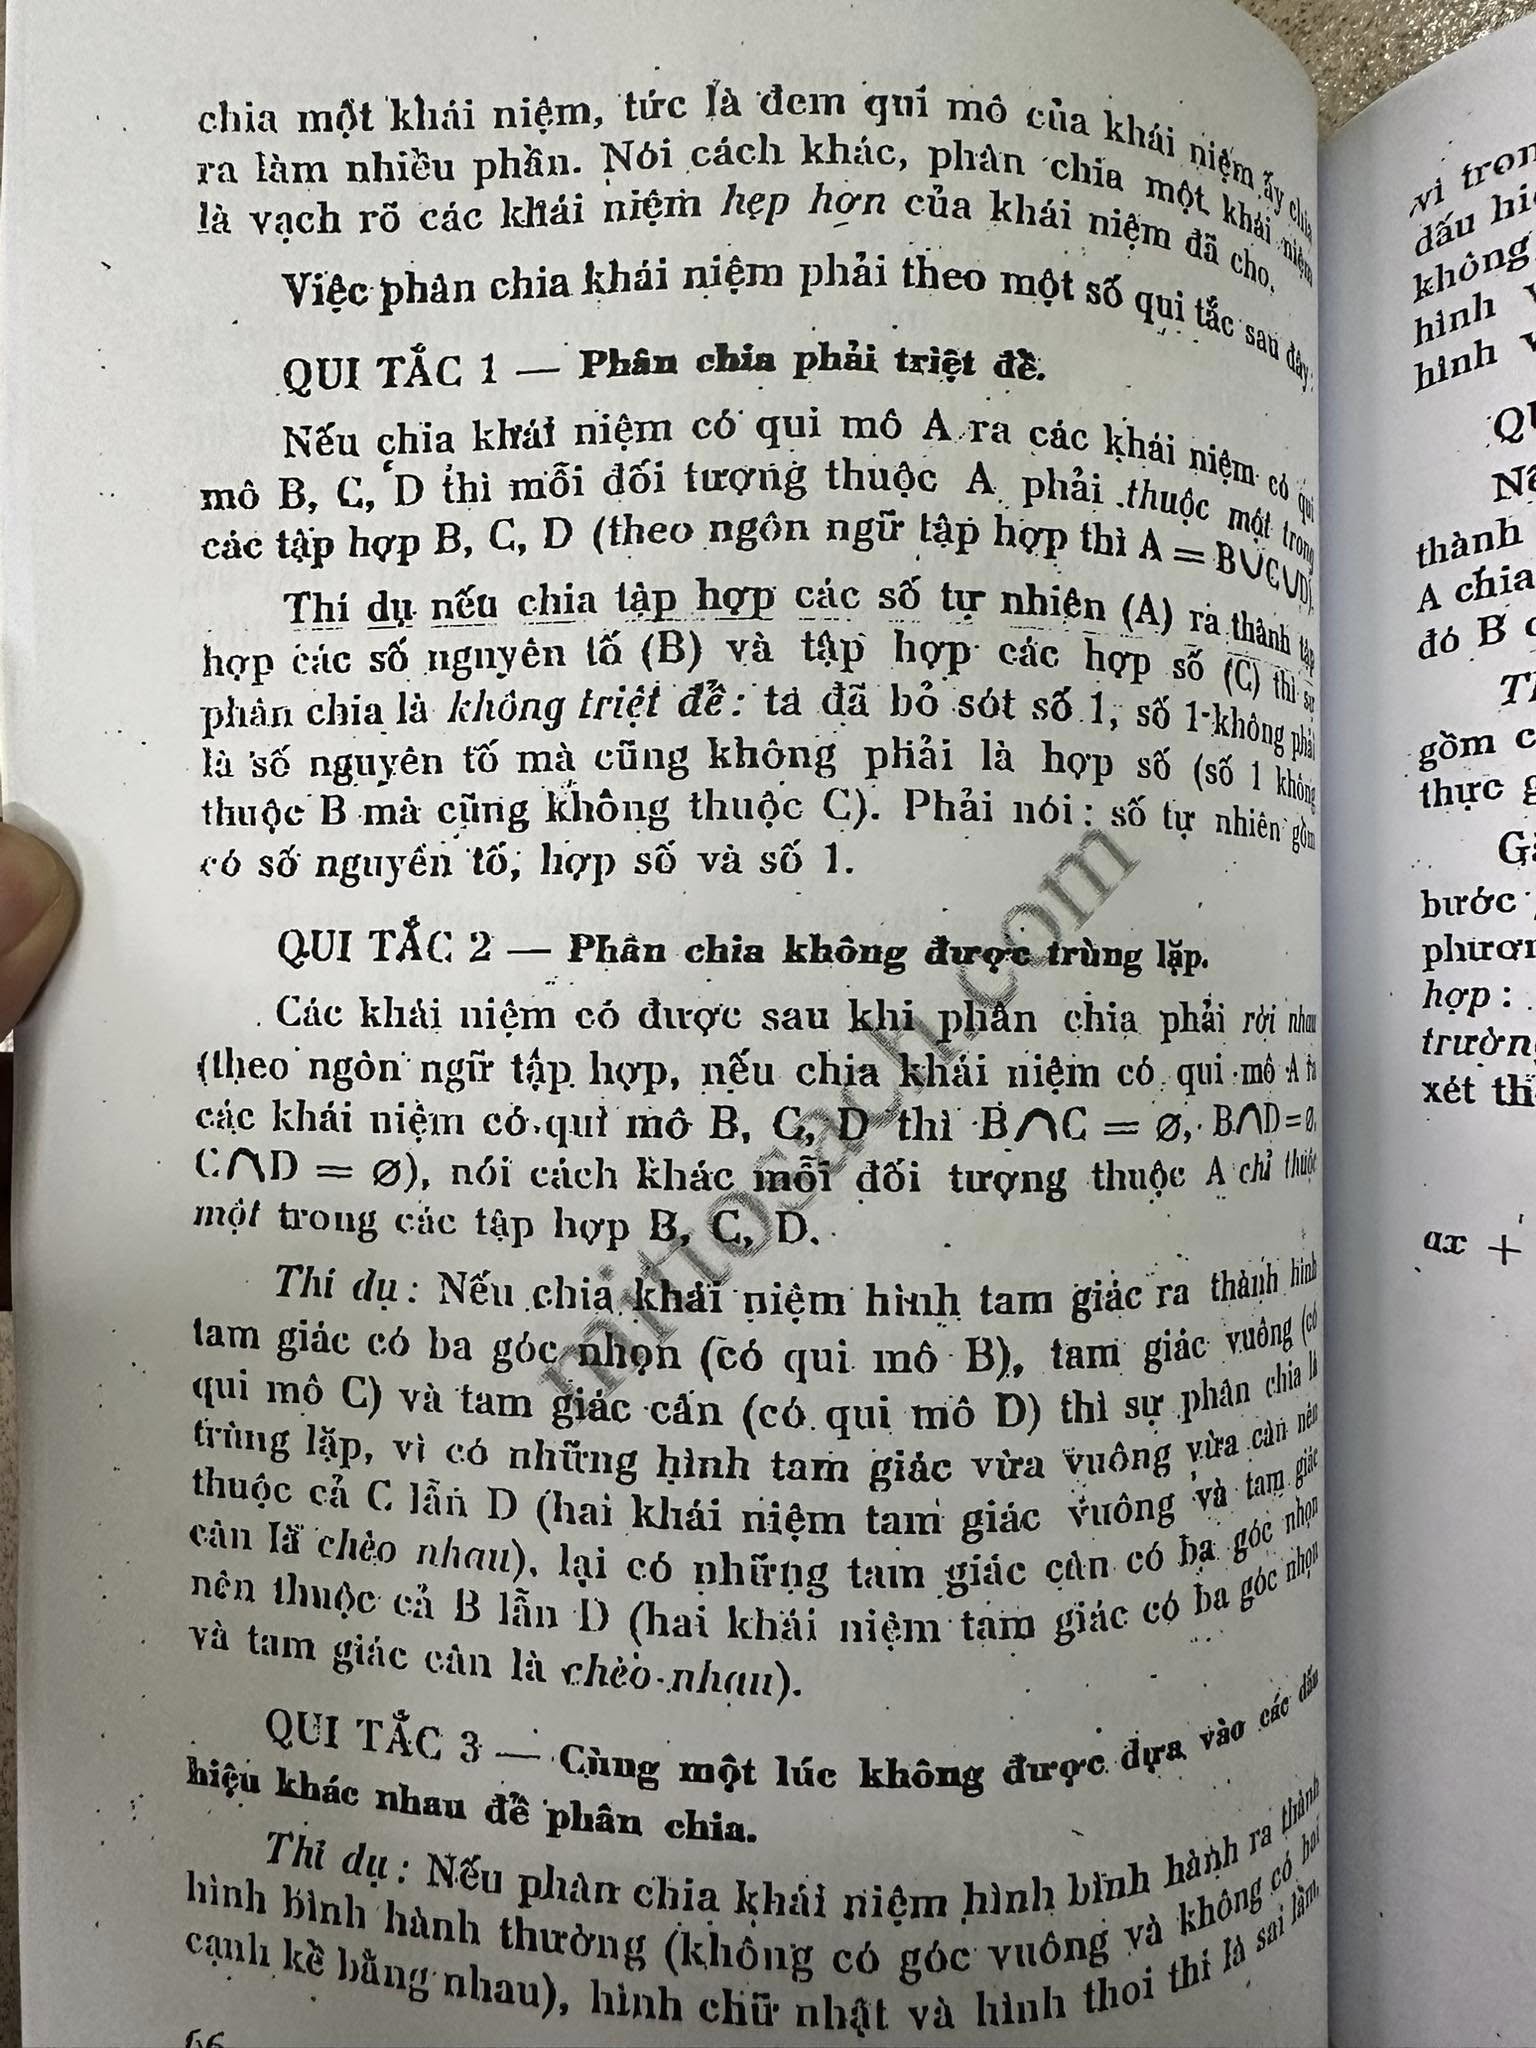 chia một khái niệm, tức là đem qui mô của khái niệm ấy chia
ra làm nhiều phần. Nói cách khác, phân chia một khái niệm
là vạch rõ các khái niệm hẹp hơn của khái niệm đã cho.
Việc phân chia khái niệm phải theo một số qui tắc sau đây:
QUI TẮC 1 — Phân chia phải triệt để.
Nếu chia khái niệm có qui mô A ra các khái niệm có qui
mô B, C, D thì mỗi đối tượng thuộc A phải thuộc một trong
các tập hợp B, C, D (theo ngôn ngữ tập hợp thì A = B∪C∪D).
Thí dụ nếu chia tập hợp các số tự nhiên (A) ra thành tập
hợp các số nguyên tố (B) và tập hợp các hợp số (C) thì sự
phân chia là không triệt để: ta đã bỏ sót số 1, số 1 không phải
là số nguyên tố mà cũng không phải là hợp số (số 1 không
thuộc B mà cũng không thuộc C). Phải nói: số tự nhiên gồm
có số nguyên tố, hợp số và số 1.
QUI TẮC 2 — Phân chia không được trùng lặp.
Các khái niệm có được sau khi phân chia phải rời nhau
(theo ngôn ngữ tập hợp, nếu chia khái niệm có qui mô A ra
các khái niệm có qui mô B, C, D thì B∩C = ∅, B∩D = ∅,
C∩D = ∅), nói cách khác mỗi đối tượng thuộc A chỉ thuộc
một trong các tập hợp B, C, D.
Thí dụ: Nếu chia khái niệm hình tam giác ra thành hình
tam giác có ba góc nhọn (có qui mô B), tam giác vuông (có
qui mô C) và tam giác cân (có qui mô D) thì sự phân chia là
trùng lặp, vì có những hình tam giác vừa vuông vừa cân nên
thuộc cả C lẫn D (hai khái niệm tam giác vuông và tam giác
cân là chèo nhau), lại có những tam giác cân có ba góc nhọn
nên thuộc cả B lẫn D (hai khái niệm tam giác có ba góc nhọn
và tam giác cân là chèo nhau).
QUI TẮC 3 — Cùng một lúc không được dựa vào các dấu
hiệu khác nhau để phân chia.
Thí dụ: Nếu phân chia khái niệm hình bình hành ra thành
hình bình hành thường (không có góc vuông và không có hai
cạnh kề bằng nhau), hình chữ nhật và hình thoi thì là sai lầm,
66
mittosach.com
dấu
không
hình
hình
thành
A chia
đó B
gồm
thực
bước
hợp:
xét
ax +